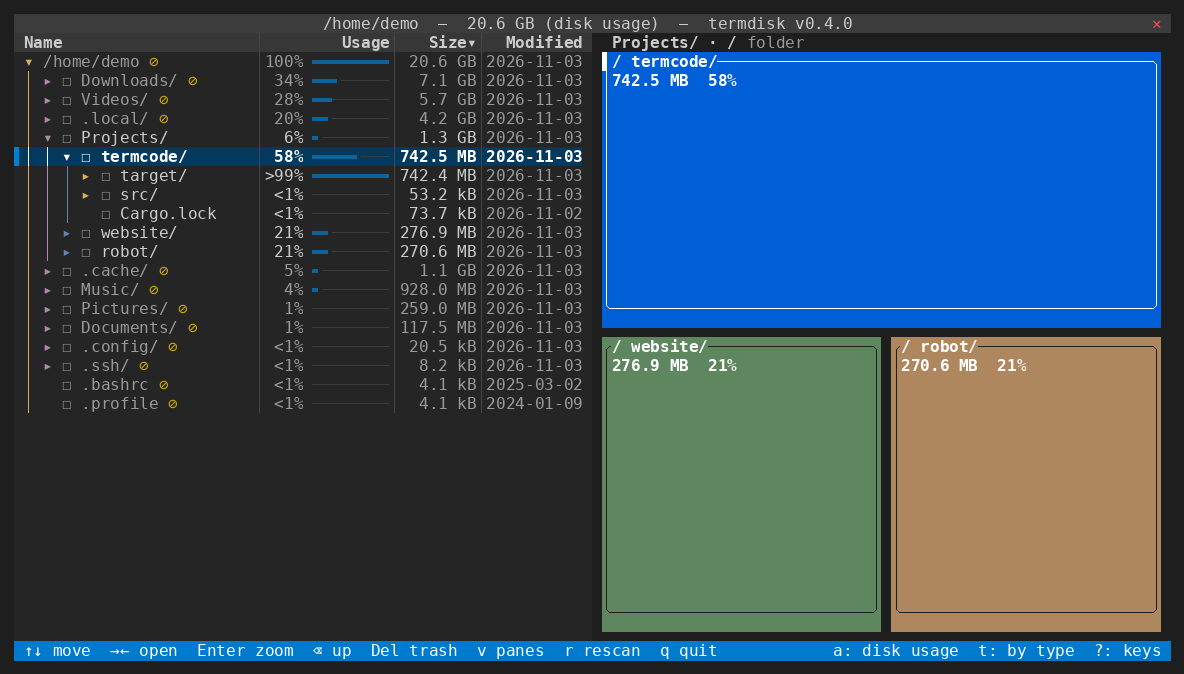 /home/demo — 20.6 GB (disk usage) — termdisk v0.4.0 ✕
Name Usage Size▾ Modified
▾ /home/demo ⊘ 100% 20.6 GB 2026-11-03
▸ □ Downloads/ ⊘ 34% 7.1 GB 2026-11-03
▸ □ Videos/ ⊘ 28% 5.7 GB 2026-11-03
▸ □ .local/ ⊘ 20% 4.2 GB 2026-11-03
▾ □ Projects/ 6% 1.3 GB 2026-11-03
▾ □ termcode/ 58% 742.5 MB 2026-11-03
▸ □ target/ >99% 742.4 MB 2026-11-03
▸ □ src/ <1% 53.2 kB 2026-11-03
□ Cargo.lock <1% 73.7 kB 2026-11-02
▸ □ website/ 21% 276.9 MB 2026-11-03
▸ □ robot/ 21% 270.6 MB 2026-11-03
▸ □ .cache/ ⊘ 5% 1.1 GB 2026-11-03
▸ □ Music/ ⊘ 4% 928.0 MB 2026-11-03
▸ □ Pictures/ ⊘ 1% 259.0 MB 2026-11-03
▸ □ Documents/ ⊘ 1% 117.5 MB 2026-11-03
▸ □ .config/ ⊘ <1% 20.5 kB 2026-11-03
▸ □ .ssh/ ⊘ <1% 8.2 kB 2026-11-03
□ .bashrc ⊘ <1% 4.1 kB 2025-03-02
□ .profile ⊘ <1% 4.1 kB 2024-01-09
Projects/ · / folder
/ termcode/
742.5 MB 58%
/ website/
276.9 MB 21%
/ robot/
270.6 MB 21%
↑↓ move →← open Enter zoom ⌫ up Del trash v panes r rescan q quit a: disk usage t: by type ?: keys